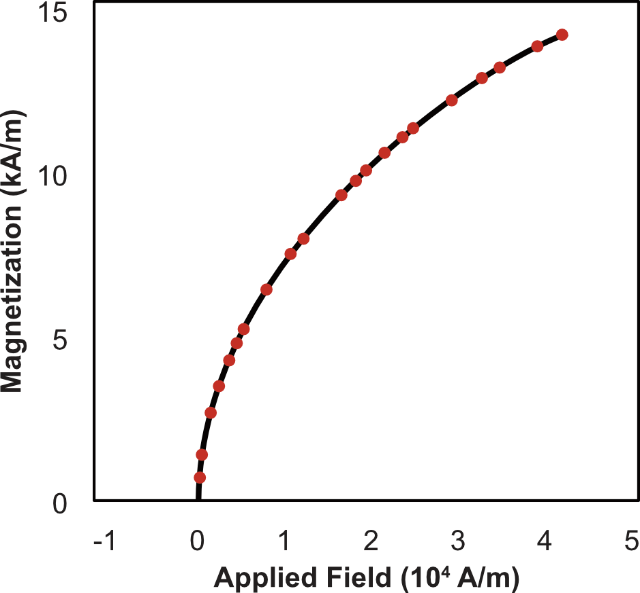 15
10
5
0
Magnetization (kA/m)
-1 0 1 2 3 4 5
Applied Field (10⁴ A/m)